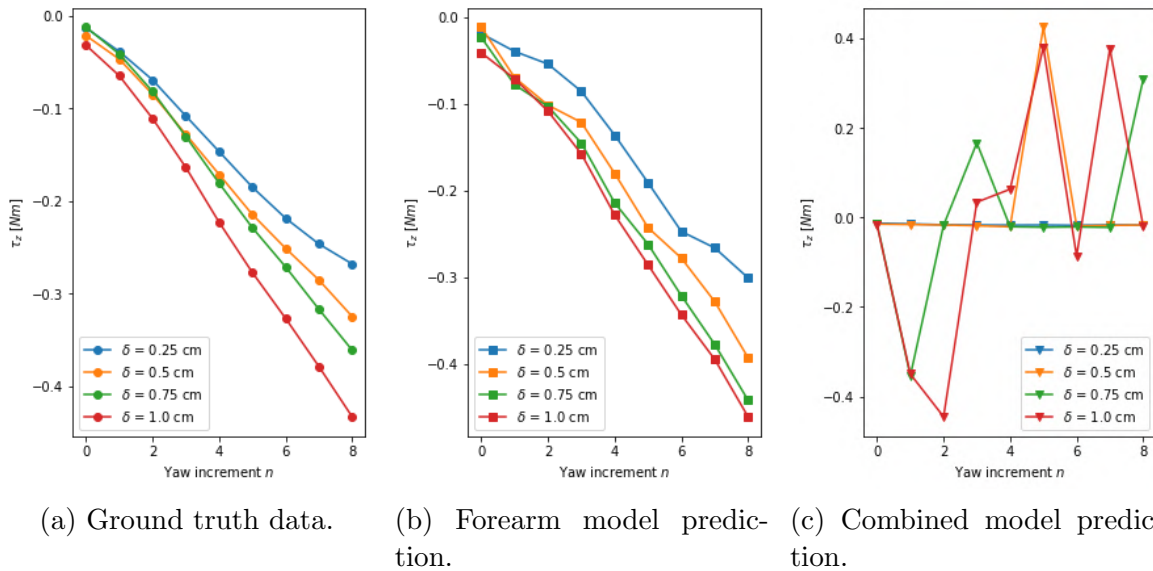 0.0
−0.1
−0.2
−0.3
−0.4
τz [Nm]
0 2 4 6 8
Yaw increment n
δ = 0.25 cm
δ = 0.5 cm
δ = 0.75 cm
δ = 1.0 cm
(a) Ground truth data.
0.0
−0.1
−0.2
−0.3
−0.4
τz [Nm]
0 2 4 6 8
Yaw increment n
δ = 0.25 cm
δ = 0.5 cm
δ = 0.75 cm
δ = 1.0 cm
(b) Forearm model predic-
tion.
0.4
0.2
0.0
−0.2
−0.4
τz [Nm]
0 2 4 6 8
Yaw increment n
δ = 0.25 cm
δ = 0.5 cm
δ = 0.75 cm
δ = 1.0 cm
(c) Combined model predic-
tion.